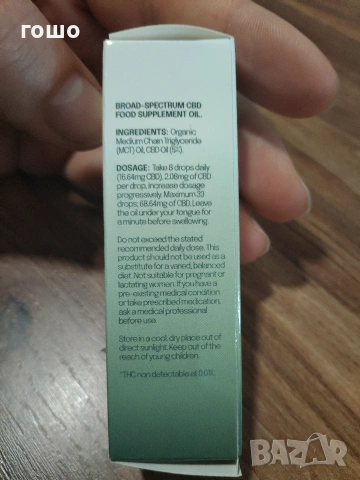 гошо
BROAD-SPECTRUM CBD
FOOD SUPPLEMENT OIL.
INGREDIENTS: Organic
Medium Chain Triglyceride
(MCT) Oil, CBD Oil (5%).
DOSAGE: Take 8 drops daily
(16.64mg CBD), 2.08mg of CBD
per drop, increase dosage
progressively. Maximum 33
drops: 68.64mg of CBD. Leave
the oil under your tongue for
a minute before swallowing.
Do not exceed the stated
recommended daily dose. This
product should not be used as a
substitute for a varied, balanced
diet. Not suitable for pregnant or
lactating women. If you have a
pre-existing medical condition
or take prescribed medication,
ask a medical professional
before use.
Store in a cool, dry place out of
direct sunlight. Keep out of the
reach of young children.
*THC non detectable at 0.01%.
BAZAR
bg